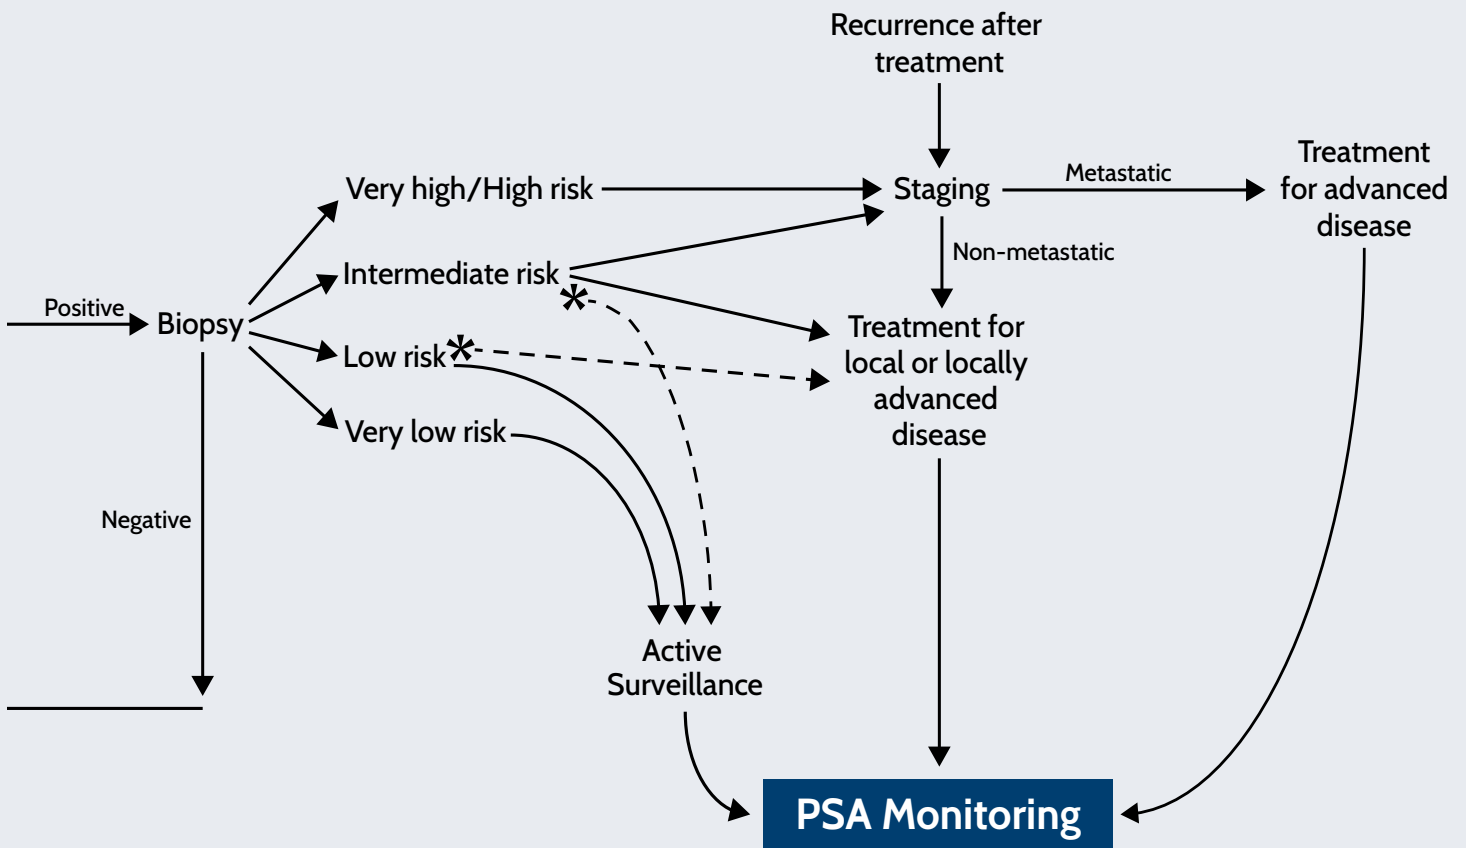 Recurrence after
treatment
Very high/High risk
Staging
Metastatic
Treatment
for advanced
disease
Non-metastatic
Intermediate risk
*
Positive
Biopsy
Low risk
*
Treatment for
local or locally
advanced
disease
Very low risk
Negative
Active
Surveillance
PSA Monitoring